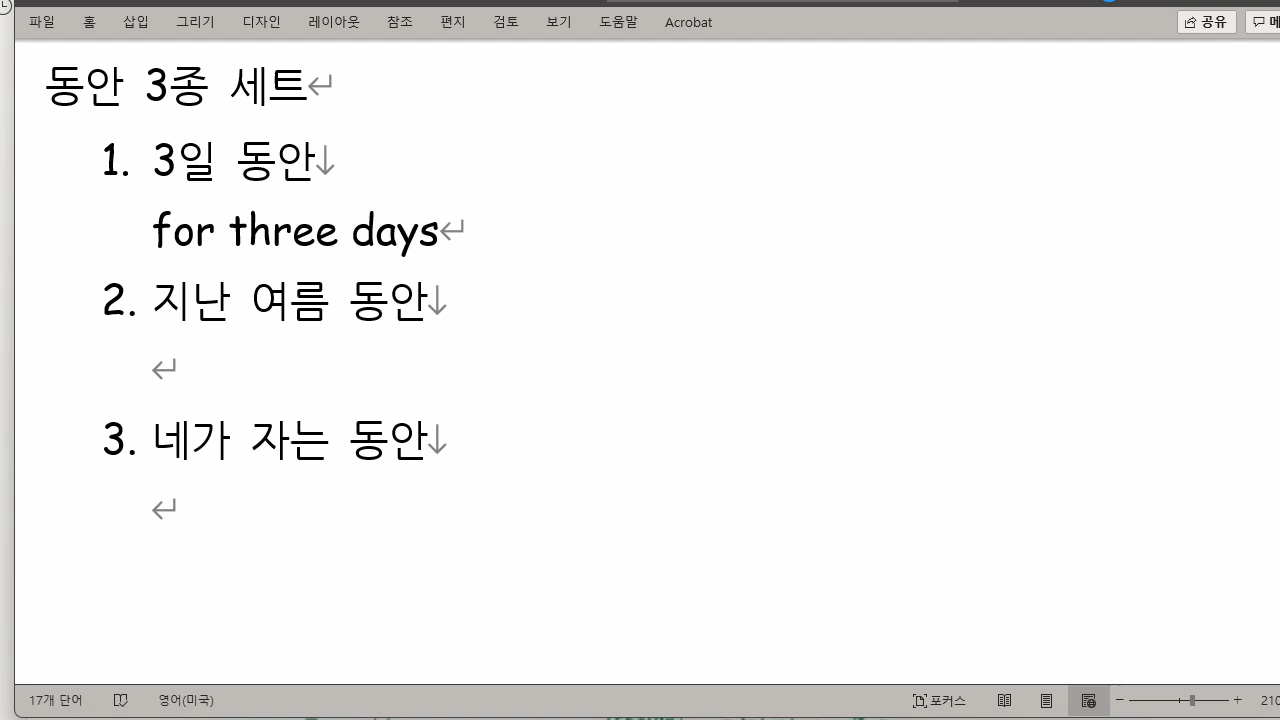 파일 홈 삽입 그리기 디자인 레이아웃 참조 편지 검토 보기 도움말 Acrobat 공유
동안 3종 세트
1. 3일 동안
for three days
2. 지난 여름 동안
3. 네가 자는 동안
17개 단어 영어(미국) 포커스